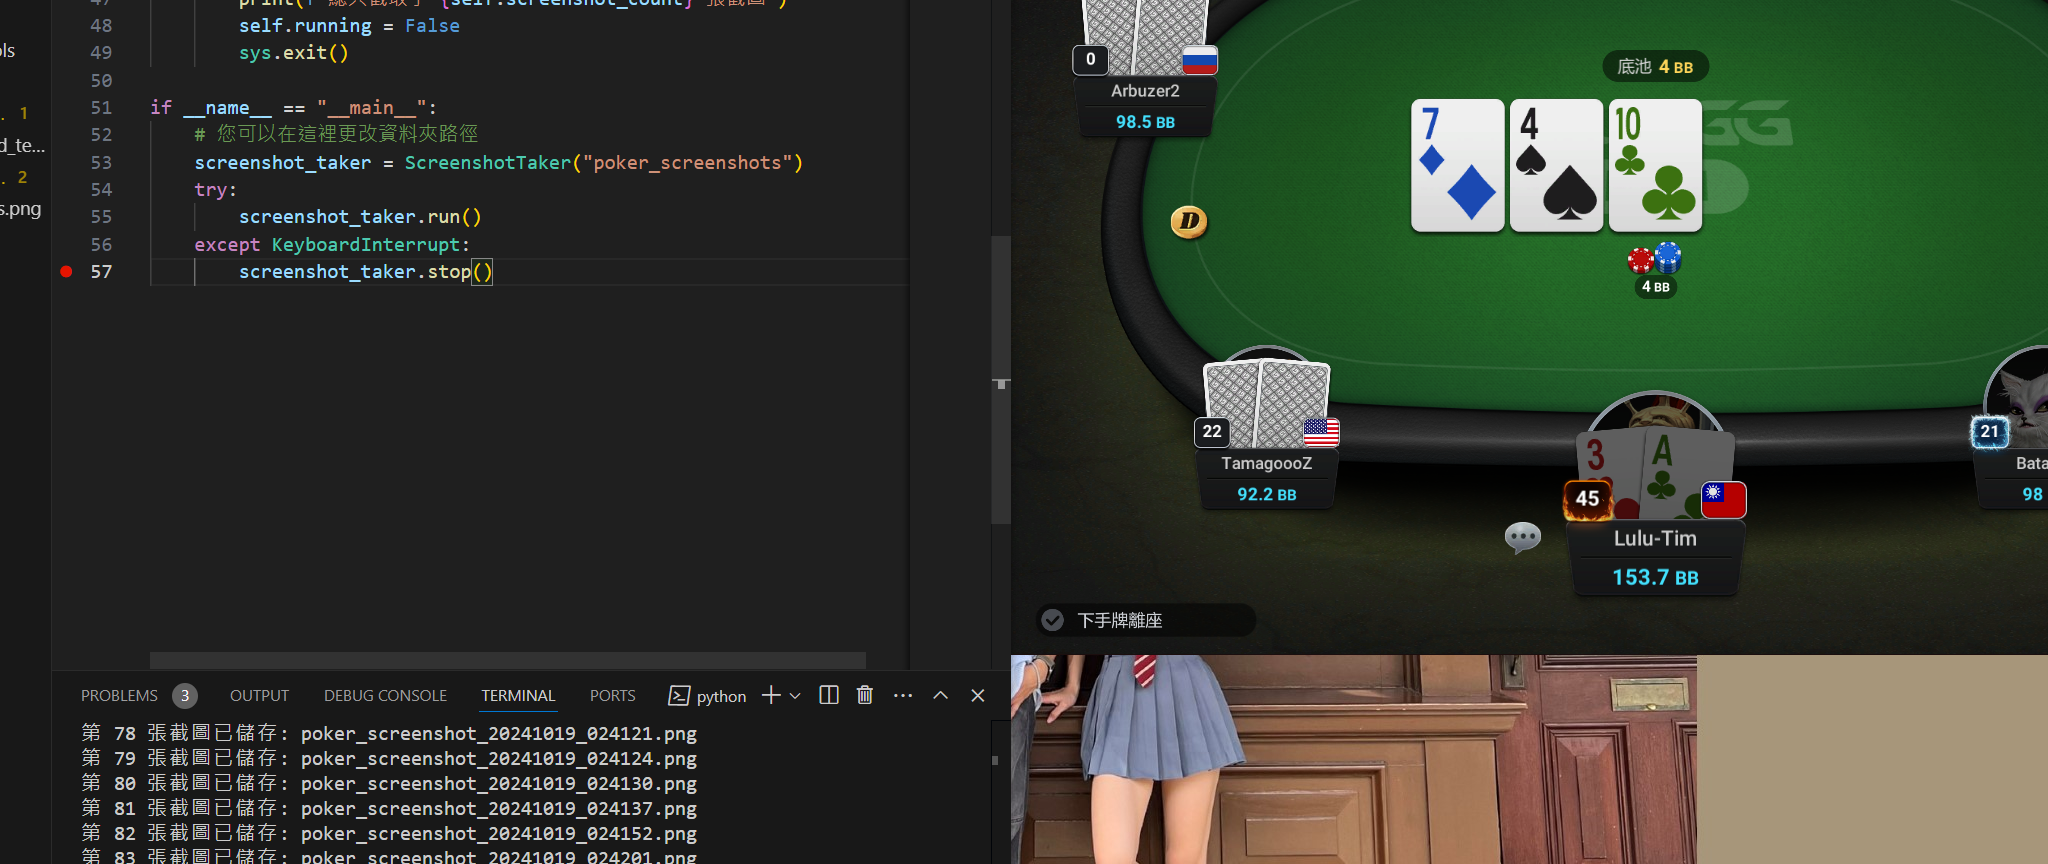 ols
. 1
d_te...
. 2
s.png
47
48 self.running = False
49 sys.exit()
50
51 if __name__ == "__main__":
52 # 您可以在這裡更改資料夾路徑
53 screenshot_taker = ScreenshotTaker("poker_screenshots")
54 try:
55 screenshot_taker.run()
56 except KeyboardInterrupt:
57 screenshot_taker.stop()
PROBLEMS 3 OUTPUT DEBUG CONSOLE TERMINAL PORTS python
第 78 張截圖已儲存: poker_screenshot_20241019_024121.png
第 79 張截圖已儲存: poker_screenshot_20241019_024124.png
第 80 張截圖已儲存: poker_screenshot_20241019_024130.png
第 81 張截圖已儲存: poker_screenshot_20241019_024137.png
第 82 張截圖已儲存: poker_screenshot_20241019_024152.png
第 83 張截圖已儲存: poker_screenshot_20241019_024201.png
0
Arbuzer2
98.5 BB
底池 4 BB
7
4
10
GG
D
4 BB
22
TamagoooZ
92.2 BB
3
A
45
Lulu-Tim
153.7 BB
21
Bata
98
下手牌離座